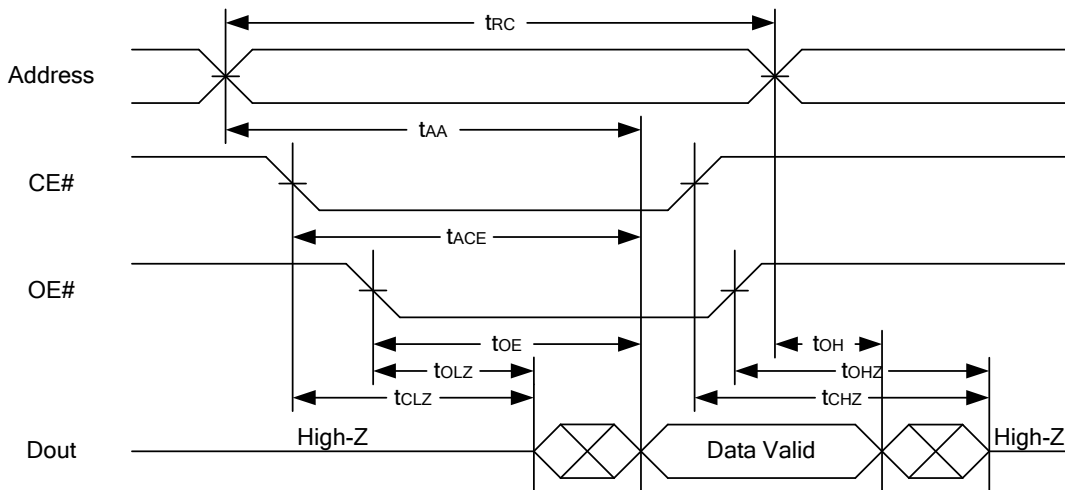 tRC
Address
tAA
CE#
tACE
OE#
tOE
tOH
tOLZ
tOHZ
tCLZ
tCHZ
Dout
High-Z
Data Valid
High-Z